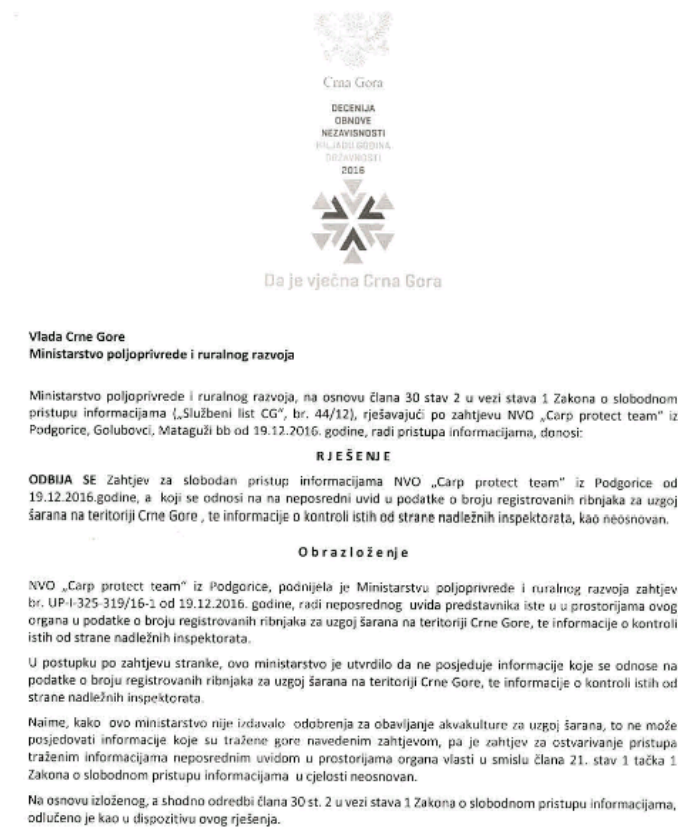 Crna Gora
DECENIJA
OBNOVE
NEZAVISNOSTI
HILJADU GODINA
DRŽAVNOSTI
2016
Da je vječna Crna Gora
Vlada Crne Gore
Ministarstvo poljoprivrede i ruralnog razvoja
Ministarstvo poljoprivrede i ruralnog razvoja, na osnovu člana 30 stav 2 u vezi stava 1 Zakona o slobodnom
pristupu informacijama („Službeni list CG“, br. 44/12), rješavajući po zahtjevu NVO „Carp protect team“ iz
Podgorice, Golubovci, Mataguži bb od 19.12.2016. godine, radi pristupa informacijama, donosi:
RJEŠENJE
ODBIJA SE Zahtjev za slobodan pristup informacijama NVO „Carp protect team“ iz Podgorice od
19.12.2016.godine, a koji se odnosi na na neposredni uvid u podatke o broju registrovanih ribnjaka za uzgoj
šarana na teritoriji Crne Gore , te informacije o kontroli istih od strane nadležnih inspektorata, kao neosnovan.
Obrazloženje
NVO „Carp protect team“ iz Podgorice, podnijela je Ministarstvu poljoprivrede i ruralnog razvoja zahtjev
br. UP-I-325-319/16-1 od 19.12.2016. godine, radi neposrednog uvida predstavnika iste u u prostorijama ovog
organa u podatke o broju registrovanih ribnjaka za uzgoj šarana na teritoriji Crne Gore, te informacije o kontroli
istih od strane nadležnih inspektorata.
U postupku po zahtjevu stranke, ovo ministarstvo je utvrdilo da ne posjeduje informacije koje se odnose na
podatke o broju registrovanih ribnjaka za uzgoj šarana na teritoriji Crne Gore, te informacije o kontroli istih od
strane nadležnih inspektorata.
Naime, kako ovo ministarstvo nije izdavalo odobrenja za obavljanje akvakulture za uzgoj šarana, to ne može
posjedovati informacije koje su tražene gore navedenim zahtjevom, pa je zahtjev za ostvarivanje pristupa
traženim informacijama neposrednim uvidom u prostorijama organa vlasti u smislu člana 21. stav 1 tačka 1
Zakona o slobodnom pristupu informacijama u cjelosti neosnovan.
Na osnovu izloženog, a shodno odredbi člana 30 st. 2 u vezi stava 1 Zakona o slobodnom pristupu informacijama,
odlučeno je kao u dispozitivu ovog rješenja.